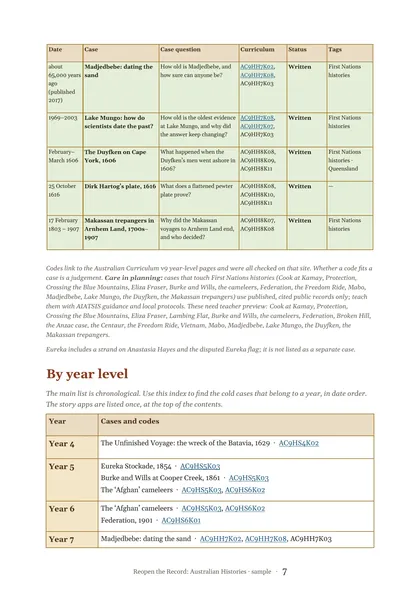 Date Case Case question Curriculum Status Tags
about Madjedbebe: dating the How old is Madjedbebe, and AC9HH7K02, Written First Nations
65,000 years sand how sure can anyone be? AC9HH7K08, histories
ago AC9HH7K03
(published
2017)
1969–2003 Lake Mungo: how do How old is the oldest evidence AC9HH7K08, Written First Nations
scientists date the past? at Lake Mungo, and why did AC9HH7K07, histories
the answer keep changing? AC9HH7K03
February– The Duyfken on Cape What happened when the AC9HH8K08, Written First Nations
March 1606 York, 1606 Duyfken's men went ashore in AC9HH8K09, histories ·
1606? AC9HH8K11 Queensland
25 October Dirk Hartog's plate, 1616 What does a flattened pewter AC9HH8K08, Written —
1616 plate prove? AC9HH8K10,
AC9HH8K11
17 February Makassan trepangers in Why did the Makassan AC9HH8K07, Written First Nations
1803 – 1907 Arnhem Land, 1700s– voyages to Arnhem Land end, AC9HH8K08 histories
1907 and who decided?
Codes link to the Australian Curriculum v9 year-level pages and were all checked on that site. Whether a code fits a
case is a judgement. Care in planning: cases that touch First Nations histories (Cook at Kamay, Protection,
Crossing the Blue Mountains, Eliza Fraser, Burke and Wills, the cameleers, Federation, the Freedom Ride, Mabo,
Madjedbebe, Lake Mungo, the Duyfken, the Makassan trepangers) use published, cited public records only; teach
them with AIATSIS guidance and local protocols. These need teacher preview: Cook at Kamay, Protection,
Crossing the Blue Mountains, Eliza Fraser, Lambing Flat, Burke and Wills, the cameleers, Federation, Broken Hill,
the Anzac case, the Centaur, the Freedom Ride, Vietnam, Mabo, Madjedbebe, Lake Mungo, the Duyfken, the
Makassan trepangers.
Eureka includes a strand on Anastasia Hayes and the disputed Eureka flag; it is not listed as a separate case.
By year level
The main list is chronological. Use this index to find the cold cases that belong to a year, in date order.
The story apps are listed once, at the top of the contents.
Year Cases and codes
Year 4 The Unfinished Voyage: the wreck of the Batavia, 1629 · AC9HS4K02
Year 5 Eureka Stockade, 1854 · AC9HS5K03
Burke and Wills at Cooper Creek, 1861 · AC9HS5K03
The 'Afghan' cameleers · AC9HS5K03, AC9HS6K02
Year 6 The 'Afghan' cameleers · AC9HS5K03, AC9HS6K02
Federation, 1901 · AC9HS6K01
Year 7 Madjedbebe: dating the sand · AC9HH7K02, AC9HH7K08, AC9HH7K03
Reopen the Record: Australian Histories · sample · 7